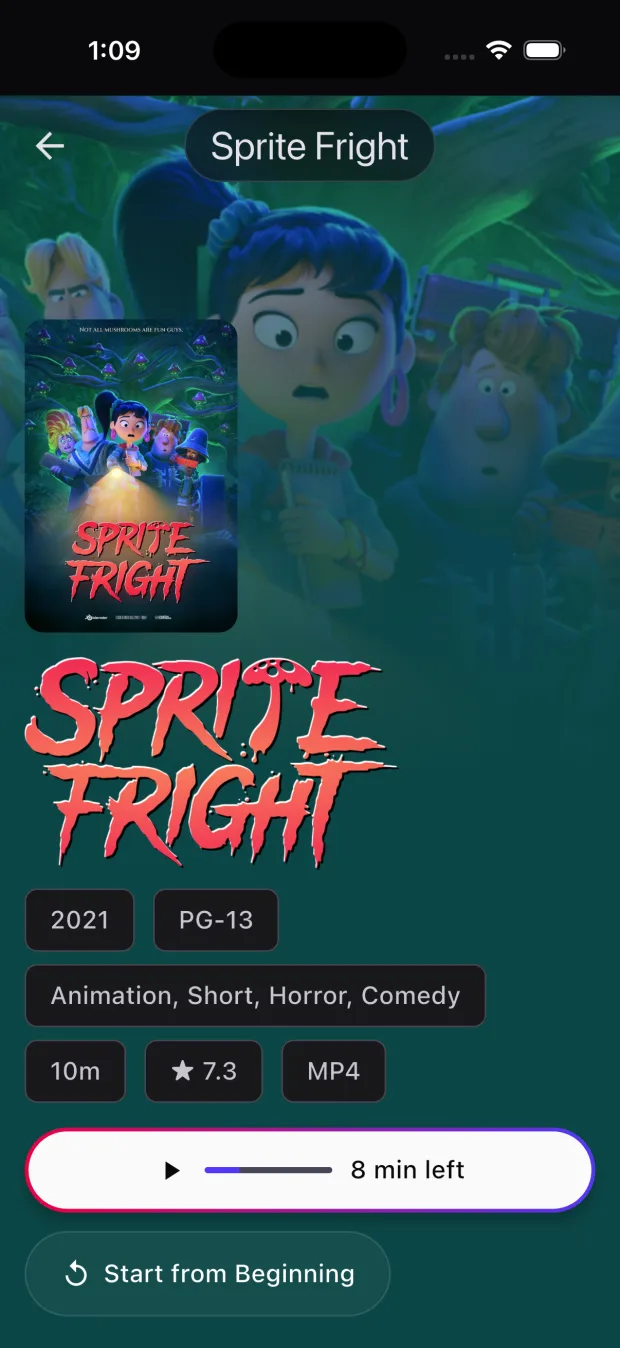 1:09
Sprite Fright
NOT ALL MUSHROOMS ARE FUN GUYS.
SPRITE
FRIGHT
blender
SPRITE
FRIGHT
2021
PG-13
Animation, Short, Horror, Comedy
10m
7.3
MP4
8 min left
Start from Beginning